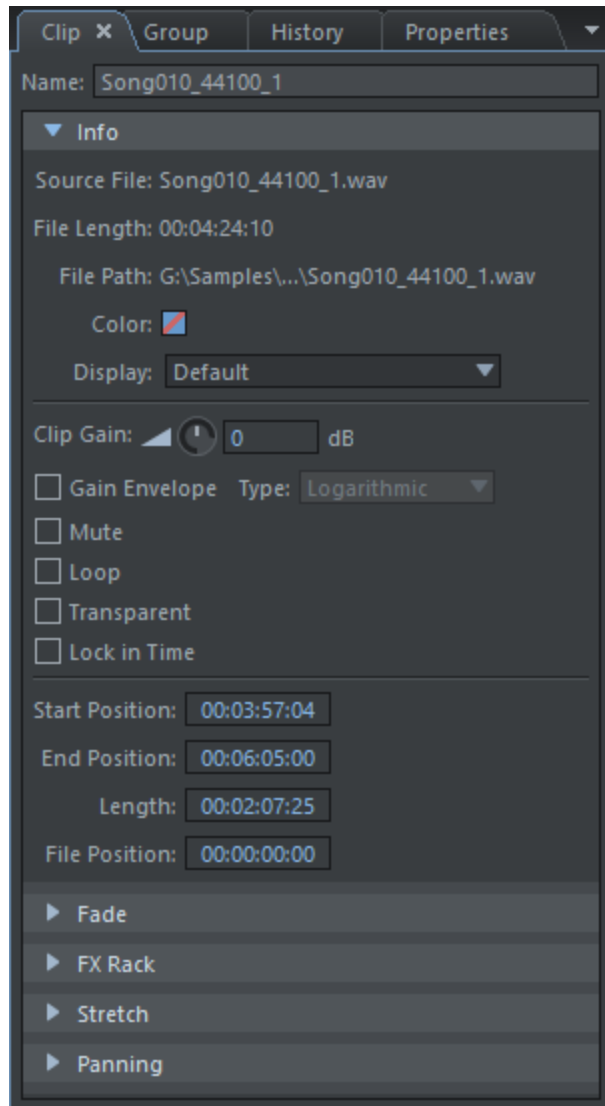 Clip Group History Properties
Name: Song010_44100_1
Info
Source File: Song010_44100_1.wav
File Length: 00:04:24:10
File Path: G:\Samples\...\Song010_44100_1.wav
Color:
Display: Default
Clip Gain: 0 dB
Gain Envelope Type: Logarithmic
Mute
Loop
Transparent
Lock in Time
Start Position: 00:03:57:04
End Position: 00:06:05:00
Length: 00:02:07:25
File Position: 00:00:00:00
Fade
FX Rack
Stretch
Panning